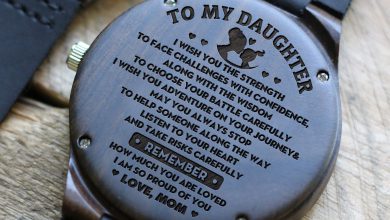 TO MY DAUGHTER
I WISH YOU THE STRENGTH
TO FACE CHALLENGES WITH CONFIDENCE,
ALONG WITH THE WISDOM
TO CHOOSE YOUR BATTLE CAREFULLY
I WISH YOU ADVENTURE ON YOUR JOURNEY&
MAY YOU ALWAYS STOP
TO HELP SOMEONE ALONG THE WAY
LISTEN TO YOUR HEART
AND TAKE RISKS CAREFULLY
REMEMBER
HOW MUCH YOU ARE LOVED
I AM SO PROUD OF YOU
LOVE, MOM